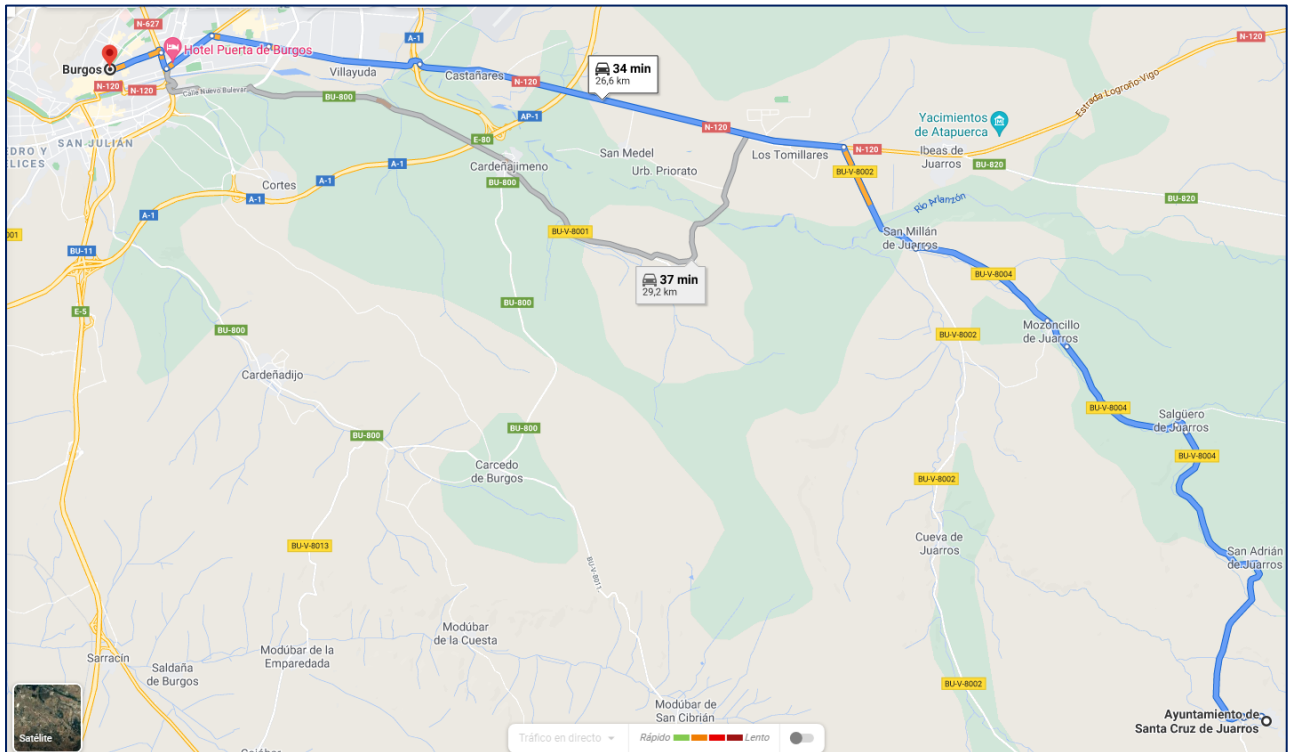 N-627
Hotel Puerta de Burgos
A-1
N-120
Burgos
N-120
N-120
Calle Nuevo Bulevar
BU-800
Villayuda
Castañares
34 min
26,6 km
N-120
Estrada Logroño-Vigo
AP-1
Yacimientos
de Atapuerca
SAN JULIÁN
E-80
N-120
N-120
EDRO Y
ELICES
Cardeñajimeno
San Medel
Urb. Priorato
Los Tomillares
Ibeas de
Juarros
BU-820
A-1
BU-800
BU-V-8002
Cortes
A-1
A-1
BU-820
Río Arlanzón
A-1
001
BU-V-8001
San Millán
de Juarros
BU-11
37 min
29,2 km
BU-V-8004
BU-800
E-5
BU-800
BU-V-8002
Mozoncillo
de Juarros
Cardeñadijo
BU-V-8004
Salgüero
de Juarros
BU-800
BU-800
BU-V-8004
Carcedo
de Burgos
BU-V-8002
Cueva de
Juarros
BU-V-8013
San Adrián
de Juarros
BU-V-8011
Modúbar
de la Cuesta
Modúbar de la
Emparedada
Sarracín
Saldaña
de Burgos
BU-V-8002
Modúbar de
San Cibrián
Ayuntamiento de
Santa Cruz de Juarros
Satélite
Tráfico en directo
Rápido
Lento